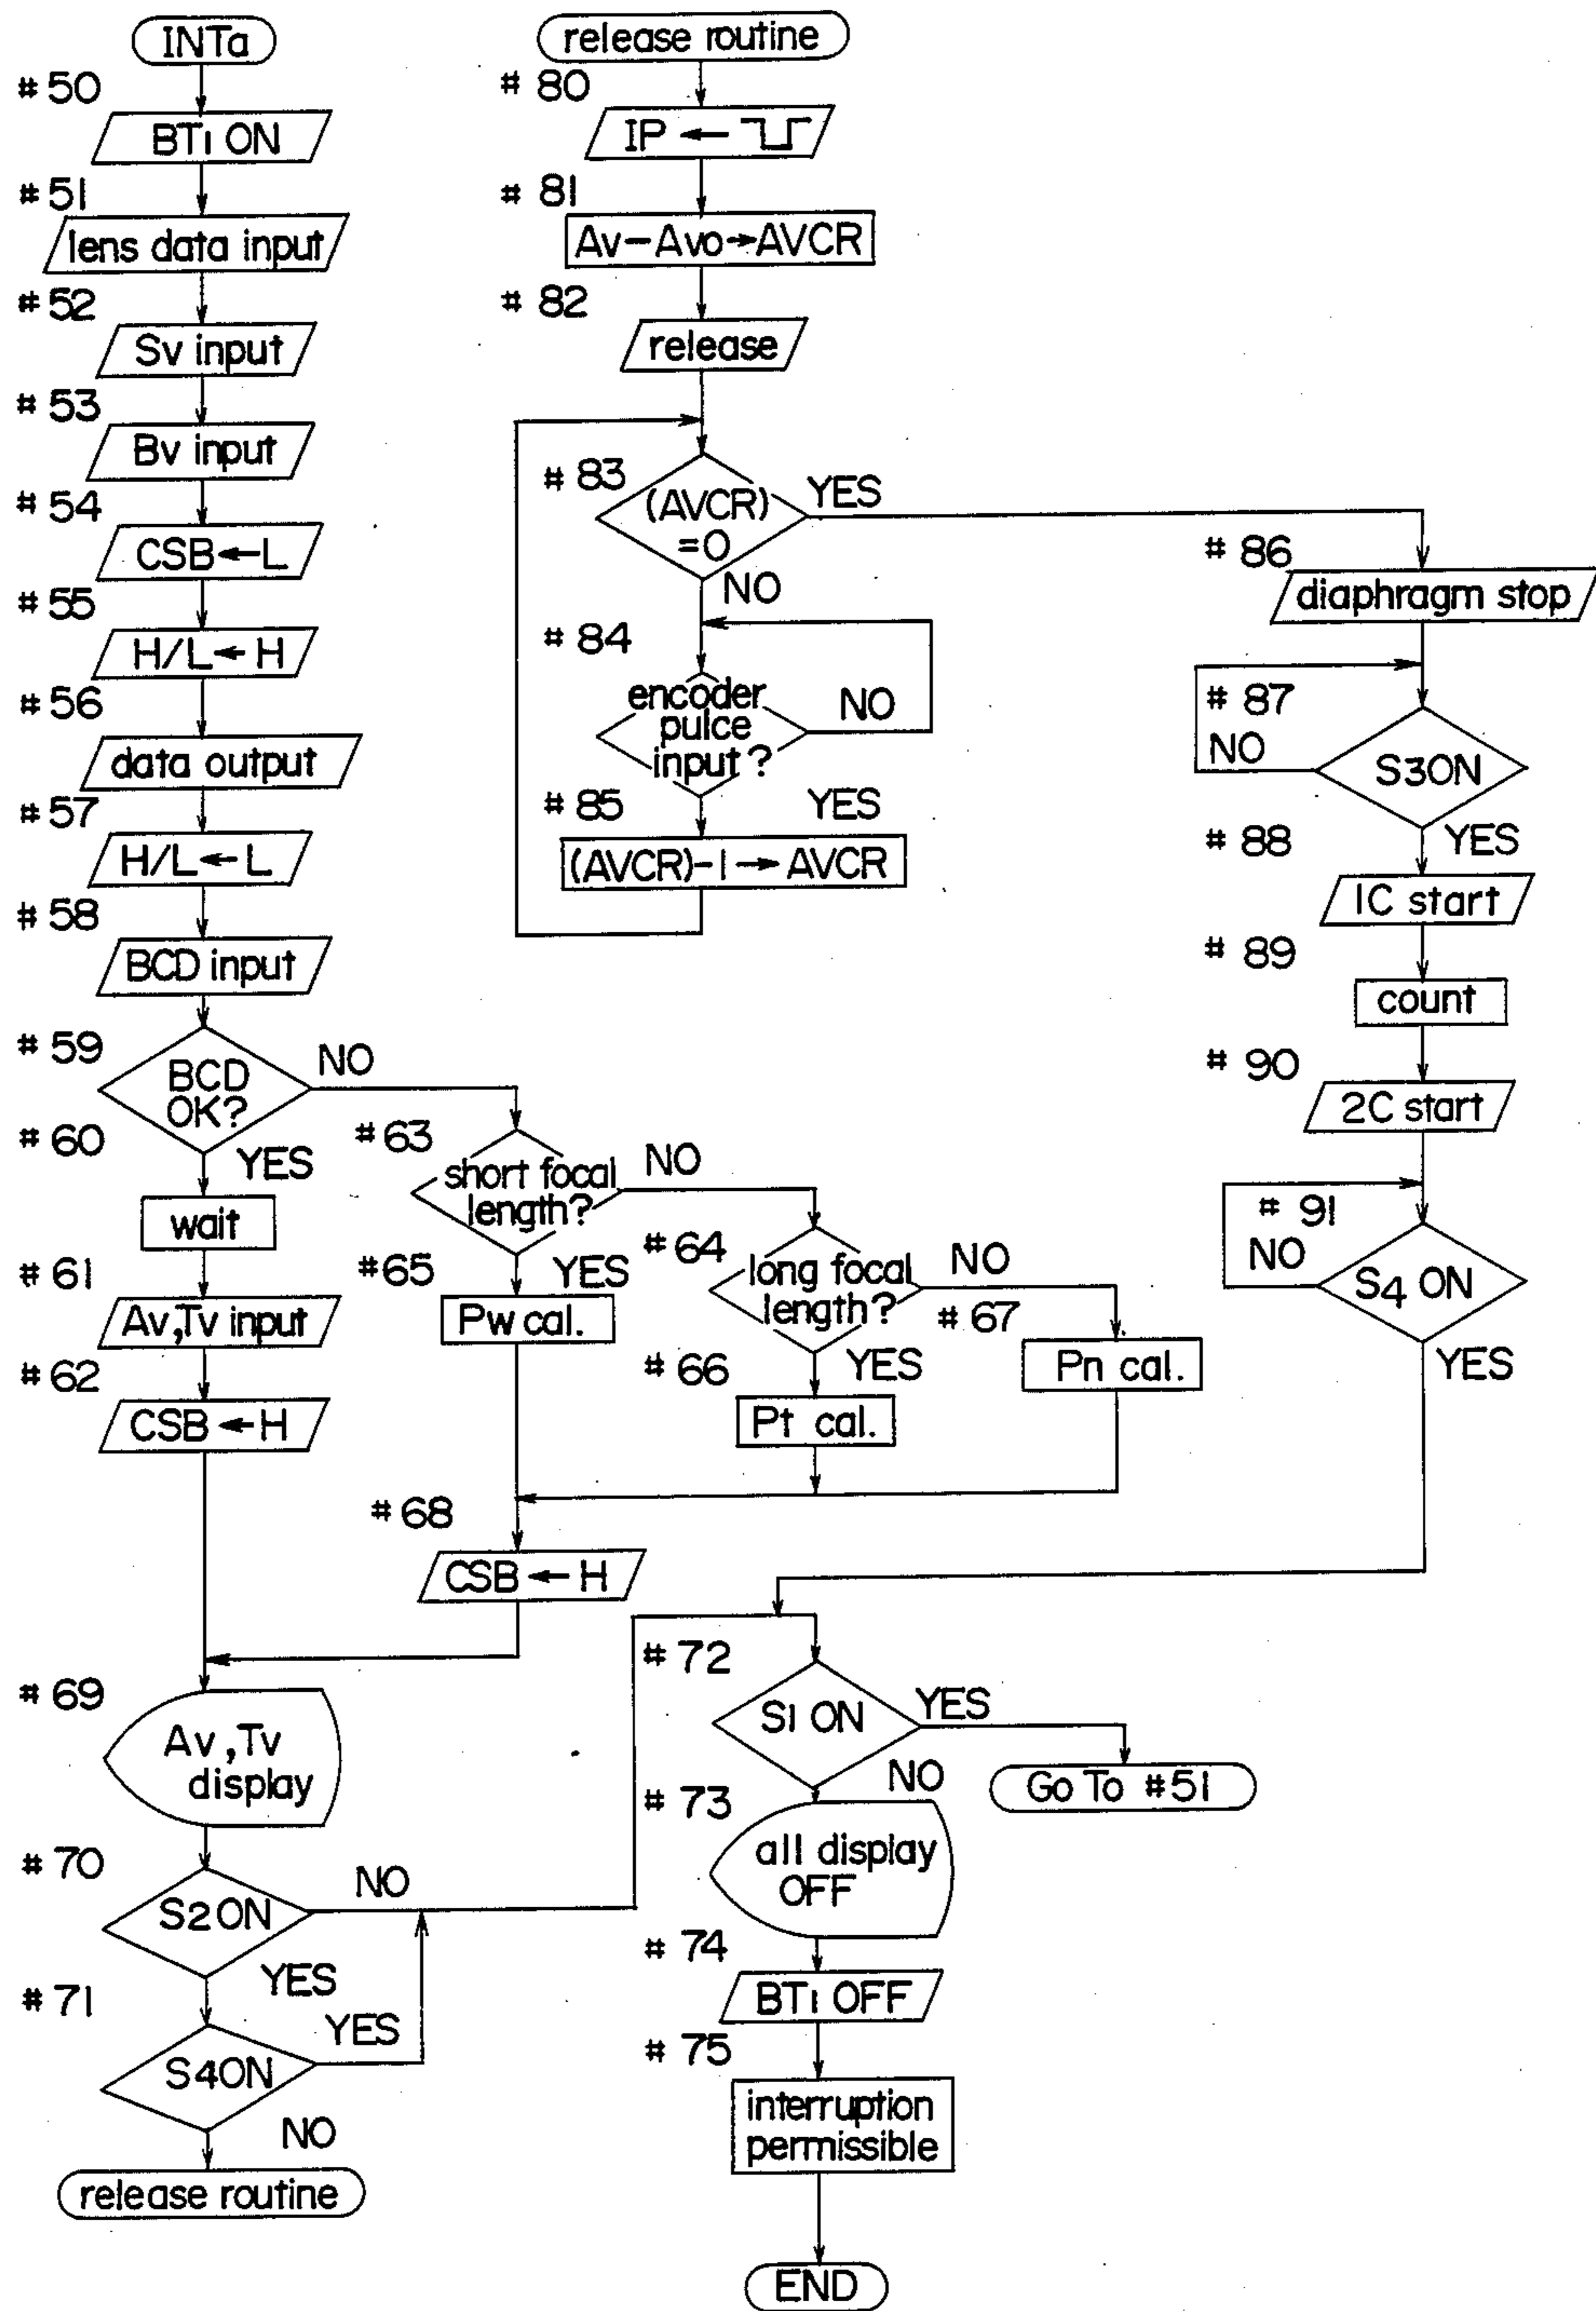 INTa
#50
BT1 ON
#51
lens data input
#52
Sv input
#53
Bv input
#54
CSB←L
#55
H/L←H
#56
data output
#57
H/L←L
#58
BCD input
#59
BCD
OK?
NO
#60
YES
wait
#61
Av,Tv input
#62
CSB←H
#63
short focal
length?
NO
#65
YES
Pw cal.
#64
long focal
length?
NO
#67
Pn cal.
#66
YES
Pt cal.
#68
CSB←H
#69
Av,Tv
display
#70
S2ON
NO
YES
#71
S4ON
YES
NO
release routine
release routine
#80
IP←
#81
Av-Avo→AVCR
#82
release
#83
(AVCR)
=0
YES
NO
#84
encoder
pulce
input?
NO
#85
YES
(AVCR)-1→AVCR
#86
diaphragm stop
#87
NO
S3ON
#88
YES
1C start
#89
count
#90
2C start
#91
NO
S4 ON
YES
#72
S1 ON
YES
Go To #51
NO
#73
all display
OFF
#74
BT1 OFF
#75
interruption
permissible
END